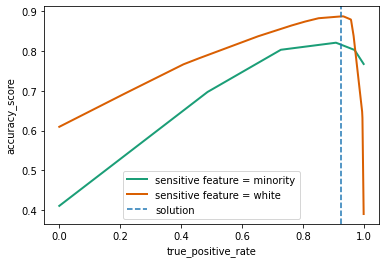 0.9
0.8
0.7
0.6
0.5
0.4
accuracy_score
sensitive feature = minority
sensitive feature = white
solution
0.0 0.2 0.4 0.6 0.8 1.0
true_positive_rate